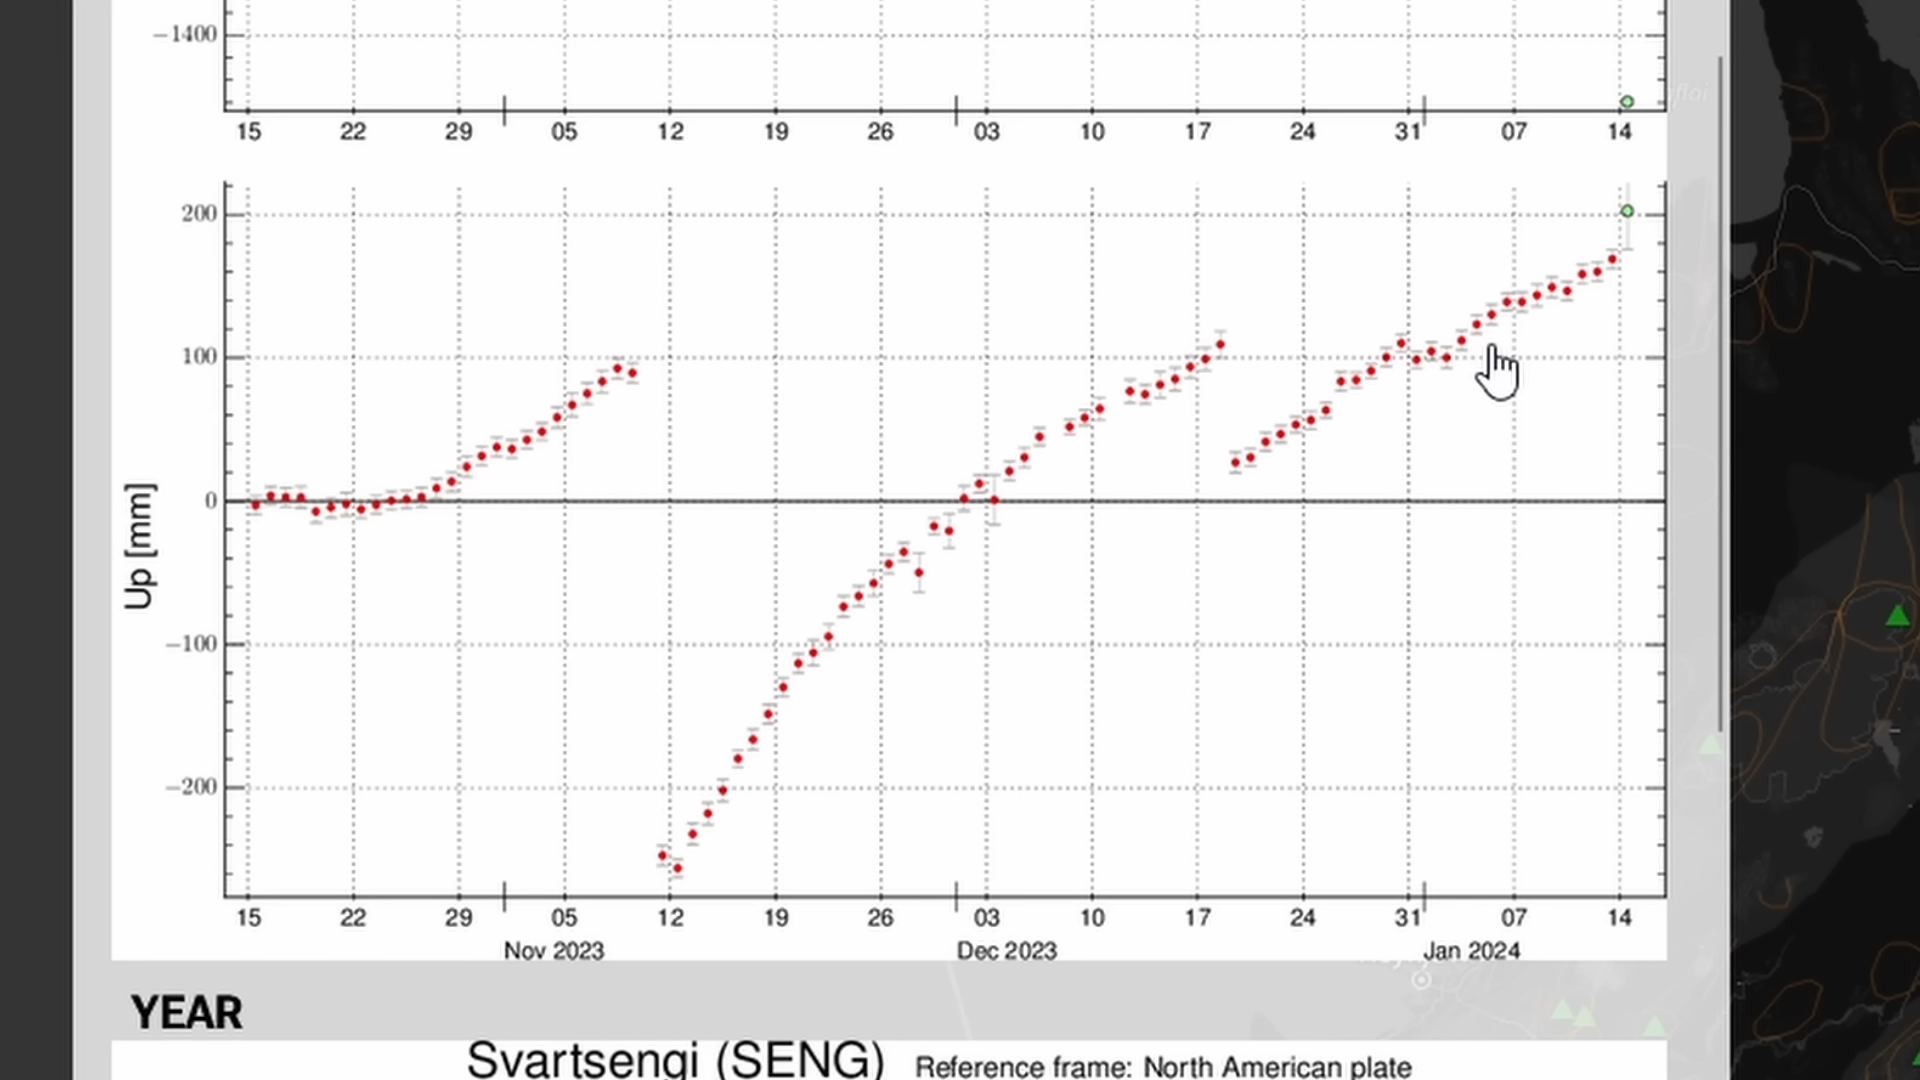 −1400
15 22 29 05 12 19 26 03 10 17 24 31 07 14
200
100
0
−100
−200
Up [mm]
15 22 29 05 12 19 26 03 10 17 24 31 07 14
Nov 2023 Dec 2023 Jan 2024
YEAR
Svartsengi (SENG) Reference frame: North American plate